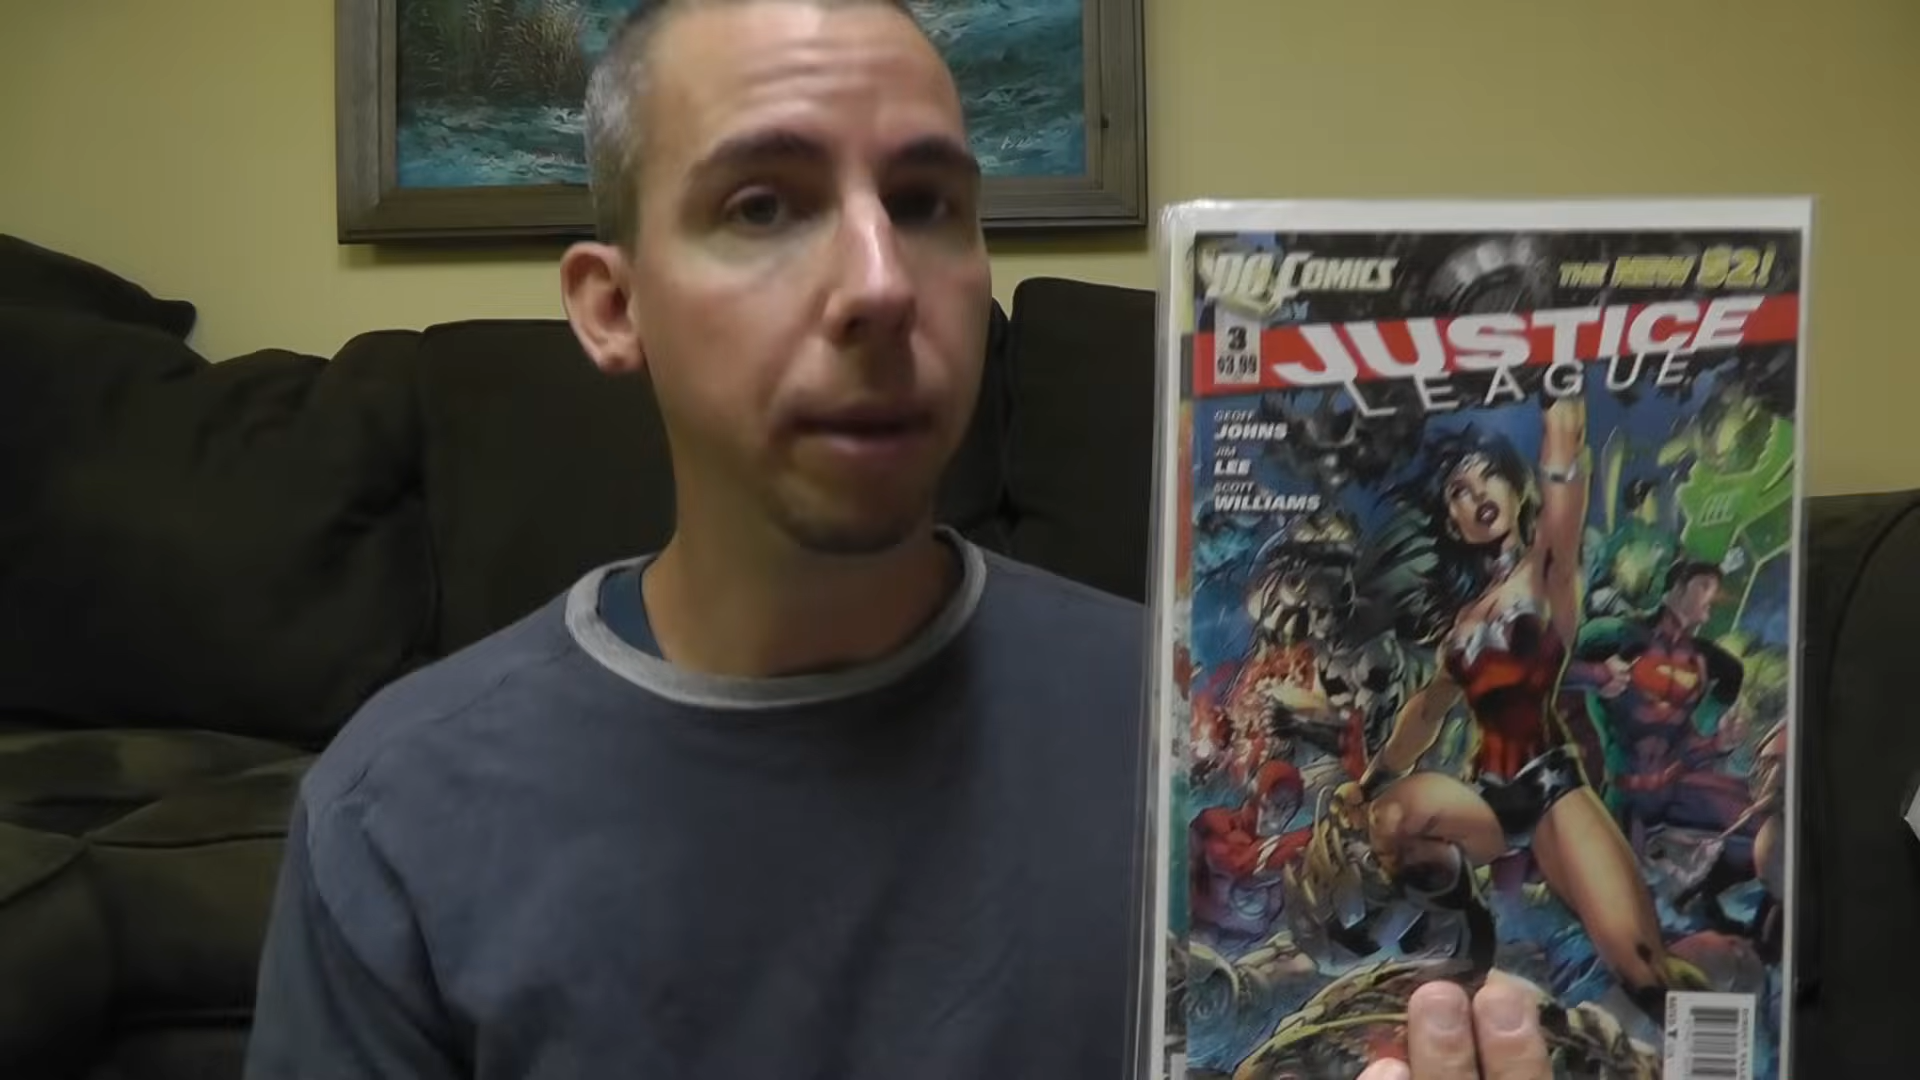 DC COMICS
THE NEW 52!
3
$3.99
JUSTICE
LEAGUE
GEOFF
JOHNS
JIM
LEE
SCOTT
WILLIAMS